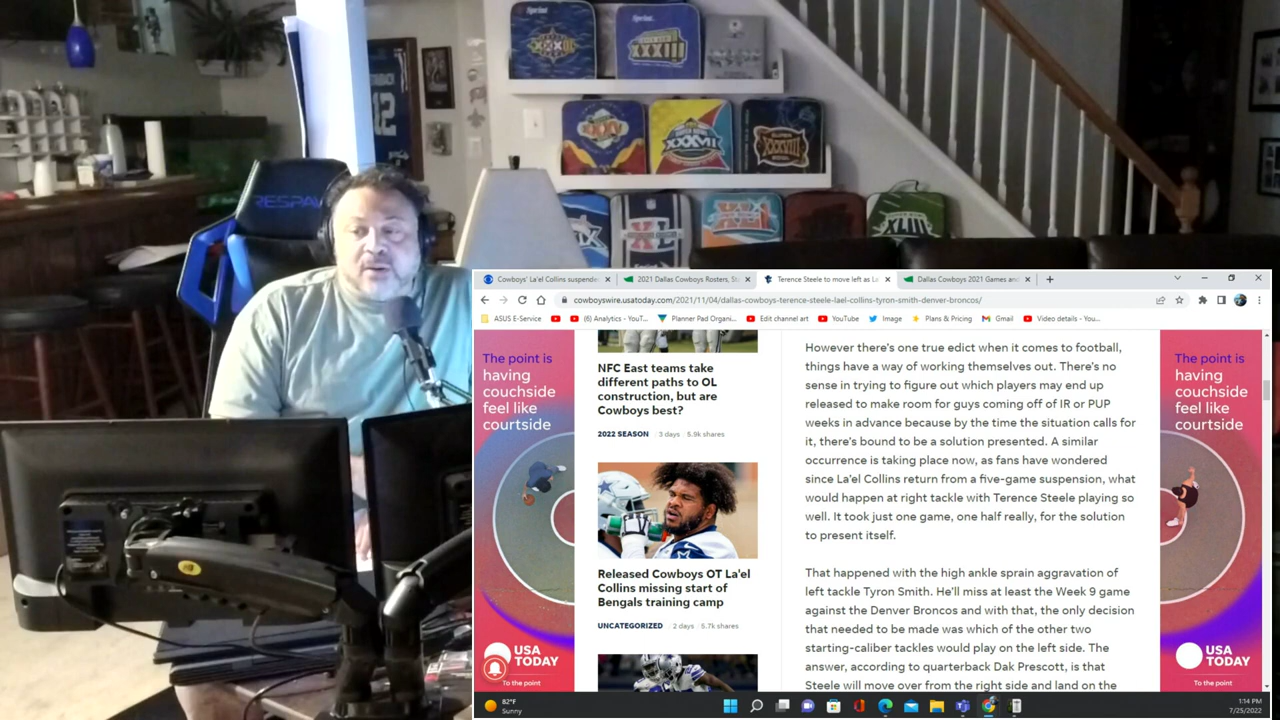 Sprint
XXXII
Sprint
XXXIII
XXXV
XXXVI
XXXVIII
XL
XLI
XLII
12
RESPAW
Cowboys' La'el Collins suspende
2021 Dallas Cowboys Rosters, St
Terence Steele to move left as La
Dallas Cowboys 2021 Games and
cowboyswire.usatoday.com/2021/11/04/dallas-cowboys-terence-steele-lael-collins-tyron-smith-denver-broncos/
ASUS E-Service
(6) Analytics - YouT...
Planner Pad Organi...
Edit channel art
YouTube
Image
Plans & Pricing
Gmail
Video details - You...
The point is
having
couchside
feel like
courtside
USA
TODAY
To the point
NFC East teams take
different paths to OL
construction, but are
Cowboys best?
2022 SEASON / 3 days / 5.9k shares
Released Cowboys OT La'el
Collins missing start of
Bengals training camp
UNCATEGORIZED / 2 days / 5.7k shares
However there's one true edict when it comes to football,
things have a way of working themselves out. There's no
sense in trying to figure out which players may end up
released to make room for guys coming off of IR or PUP
weeks in advance because by the time the situation calls for
it, there's bound to be a solution presented. A similar
occurrence is taking place now, as fans have wondered
since La'el Collins return from a five-game suspension, what
would happen at right tackle with Terence Steele playing so
well. It took just one game, one half really, for the solution
to present itself.
That happened with the high ankle sprain aggravation of
left tackle Tyron Smith. He'll miss at least the Week 9 game
against the Denver Broncos and with that, the only decision
that needed to be made was which of the other two
starting-caliber tackles would play on the left side. The
answer, according to quarterback Dak Prescott, is that
Steele will move over from the right side and land on the
The point is
having
couchside
feel like
courtside
USA
TODAY
To the point
82°F
Sunny
1:14 PM
7/25/2022